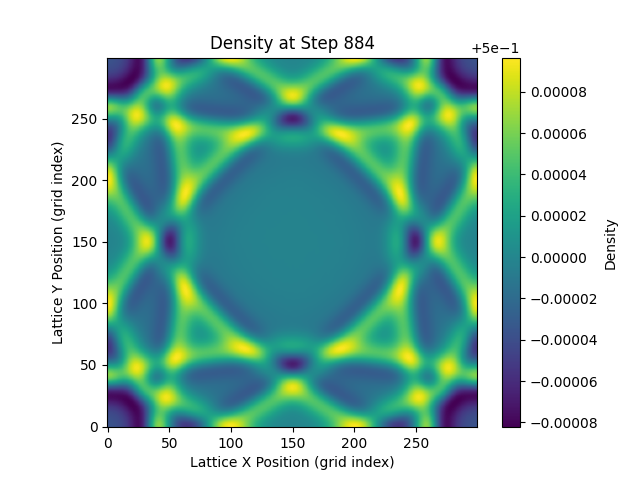 Density at Step 884
+5e−1
0.00008
0.00006
0.00004
0.00002
0.00000
−0.00002
−0.00004
−0.00006
−0.00008
Density
250
200
150
100
50
0
Lattice Y Position (grid index)
0 50 100 150 200 250
Lattice X Position (grid index)